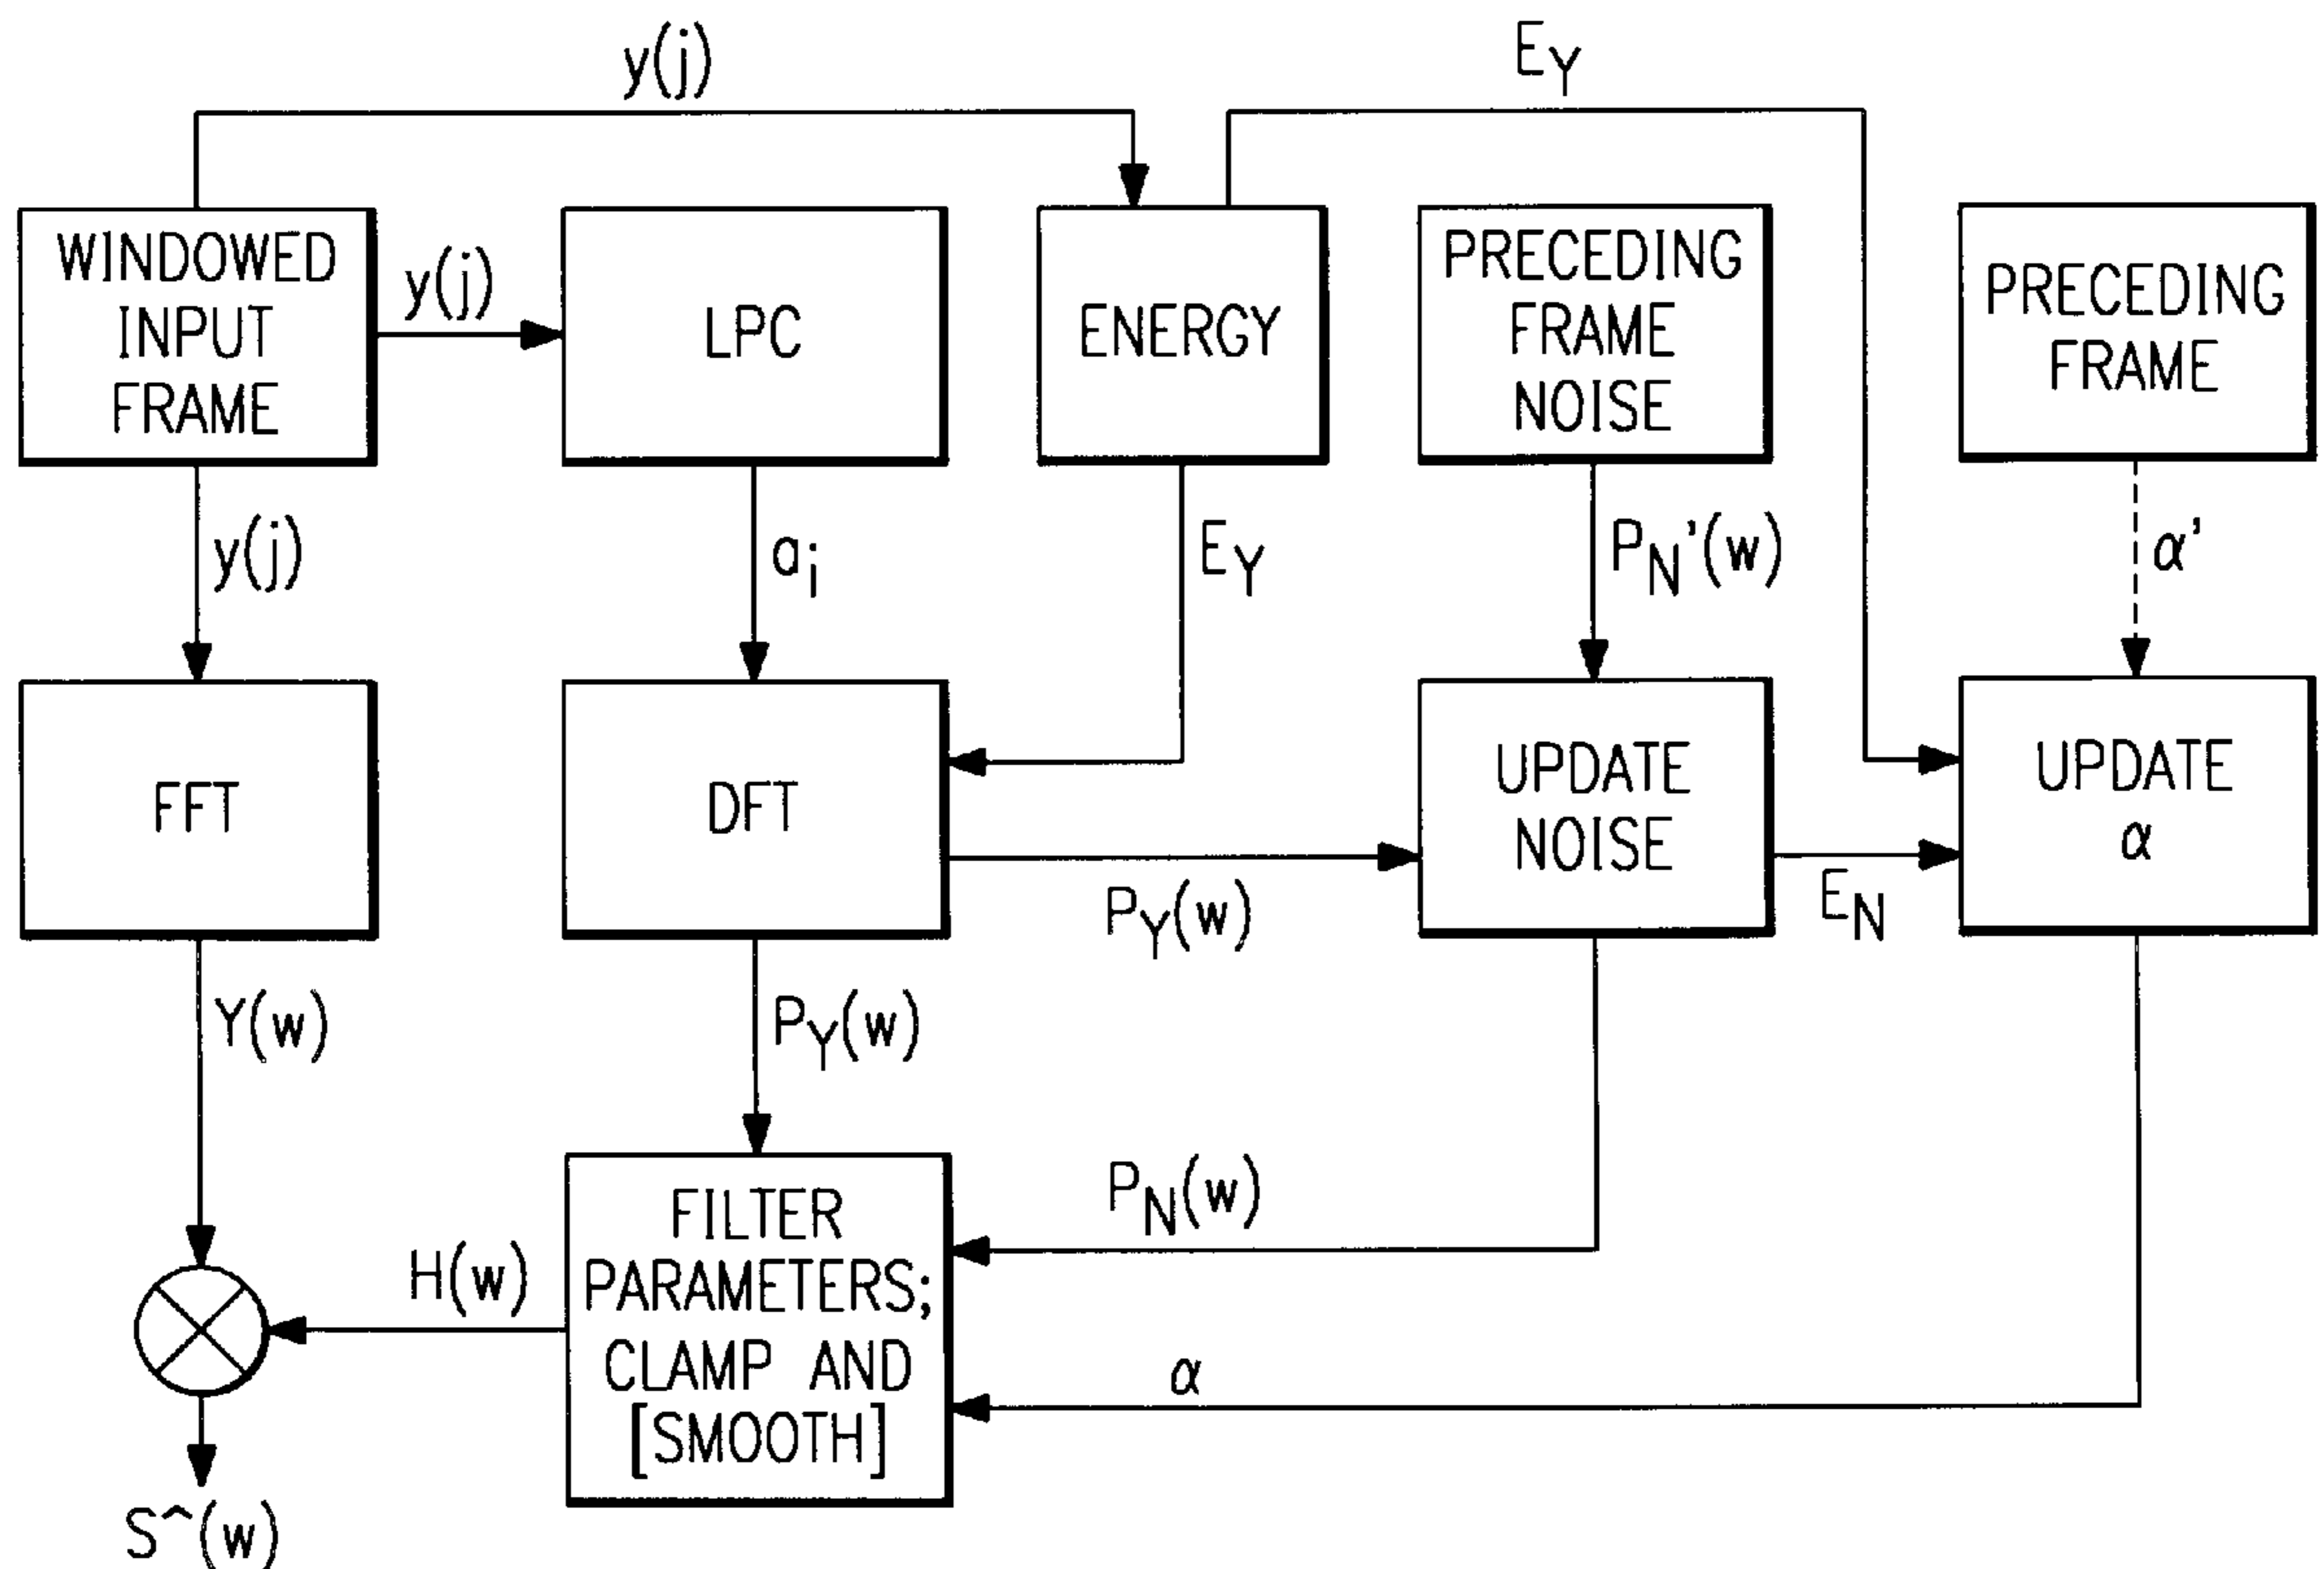 y(j)
E_Y
WINDOWED
INPUT
FRAME
y(j)
LPC
ENERGY
PRECEDING
FRAME
NOISE
PRECEDING
FRAME
y(j)
a_i
E_Y
P_N'(w)
α'
FFT
DFT
UPDATE
NOISE
UPDATE
α
P_Y(w)
E_N
Y(w)
P_Y(w)
FILTER
PARAMETERS;
CLAMP AND
[SMOOTH]
P_N(w)
H(w)
α
S^(w)